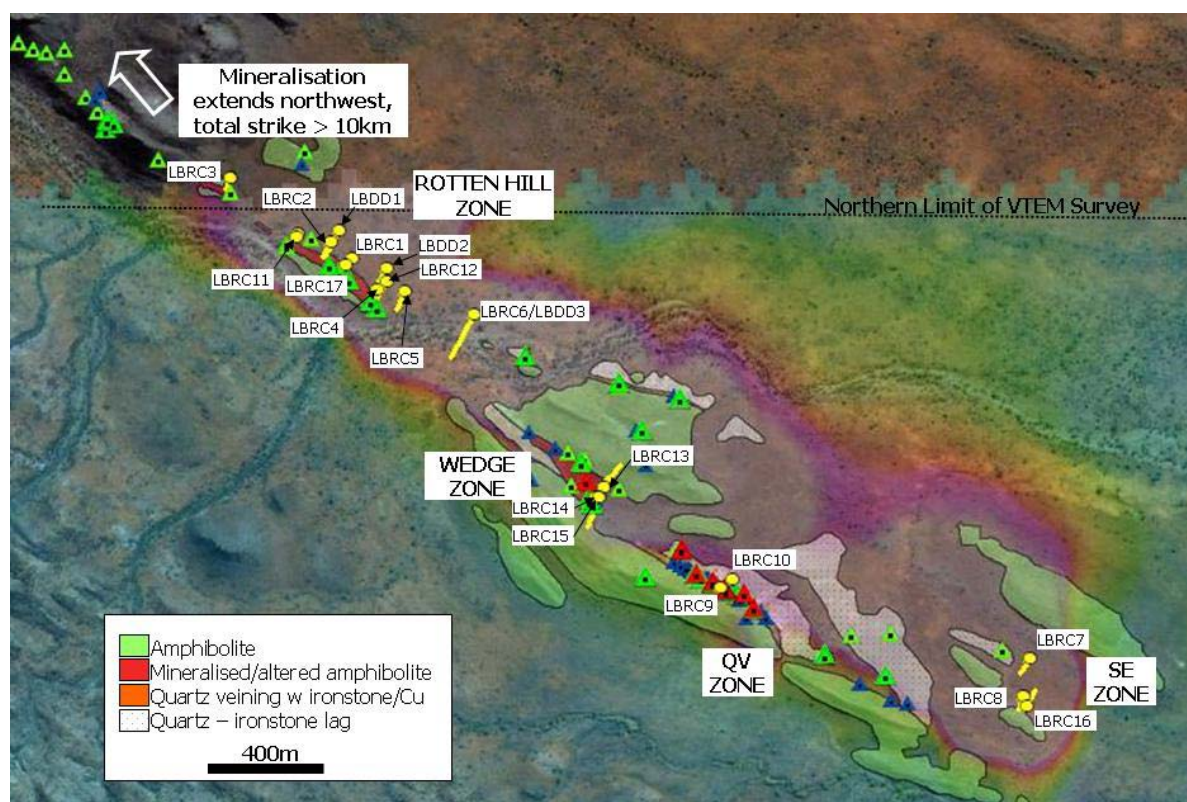 Mineralisation
extends northwest,
total strike > 10km
LBRC3
ROTTEN HILL
ZONE
Northern Limit of VTEM Survey
LBRC2
LBDD1
LBRC1
LBDD2
LBRC11
LBRC17
LBRC12
LBRC4
LBRC5
LBRC6/LBDD3
WEDGE
ZONE
LBRC13
LBRC14
LBRC15
LBRC10
LBRC9
QV
ZONE
LBRC7
LBRC8
SE
ZONE
LBRC16
Amphibolite
Mineralised/altered amphibolite
Quartz veining w ironstone/Cu
Quartz – ironstone lag
400m